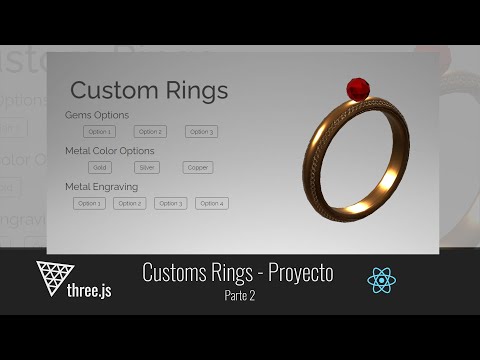 Custom Rings
Gems Options
Option 1 Option 2 Option 3
Metal Color Options
Gold Silver Copper
Metal Engraving
Option 1 Option 2 Option 3 Option 4
three.js
Customs Rings - Proyecto
Parte 2